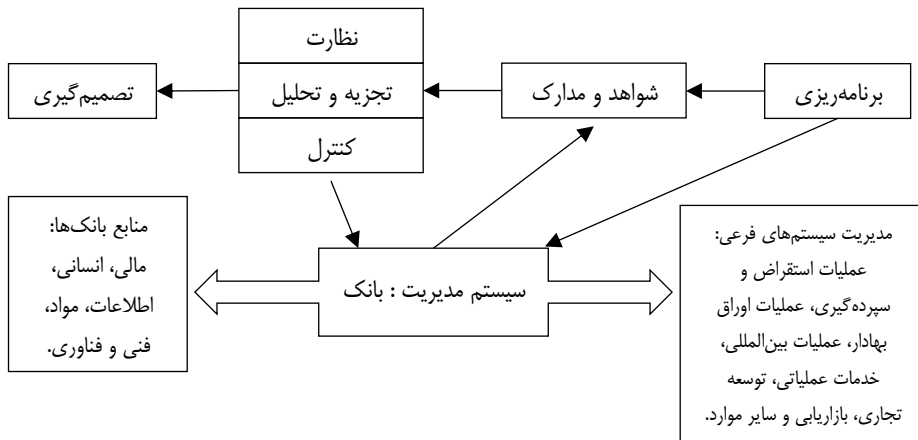 نظارت
برنامه‌ریزی
شواهد و مدارک
تجزیه و تحلیل
تصمیم‌گیری
کنترل
مدیریت سیستم‌های فرعی:
عملیات استقراض و
سپرده‌گیری، عملیات اوراق
بهادار، عملیات بین‌المللی،
خدمات عملیاتی، توسعه
تجاری، بازاریابی و سایر موارد.
سیستم مدیریت : بانک
منابع بانک‌ها:
مالی، انسانی،
اطلاعات، مواد،
فنی و فناوری.